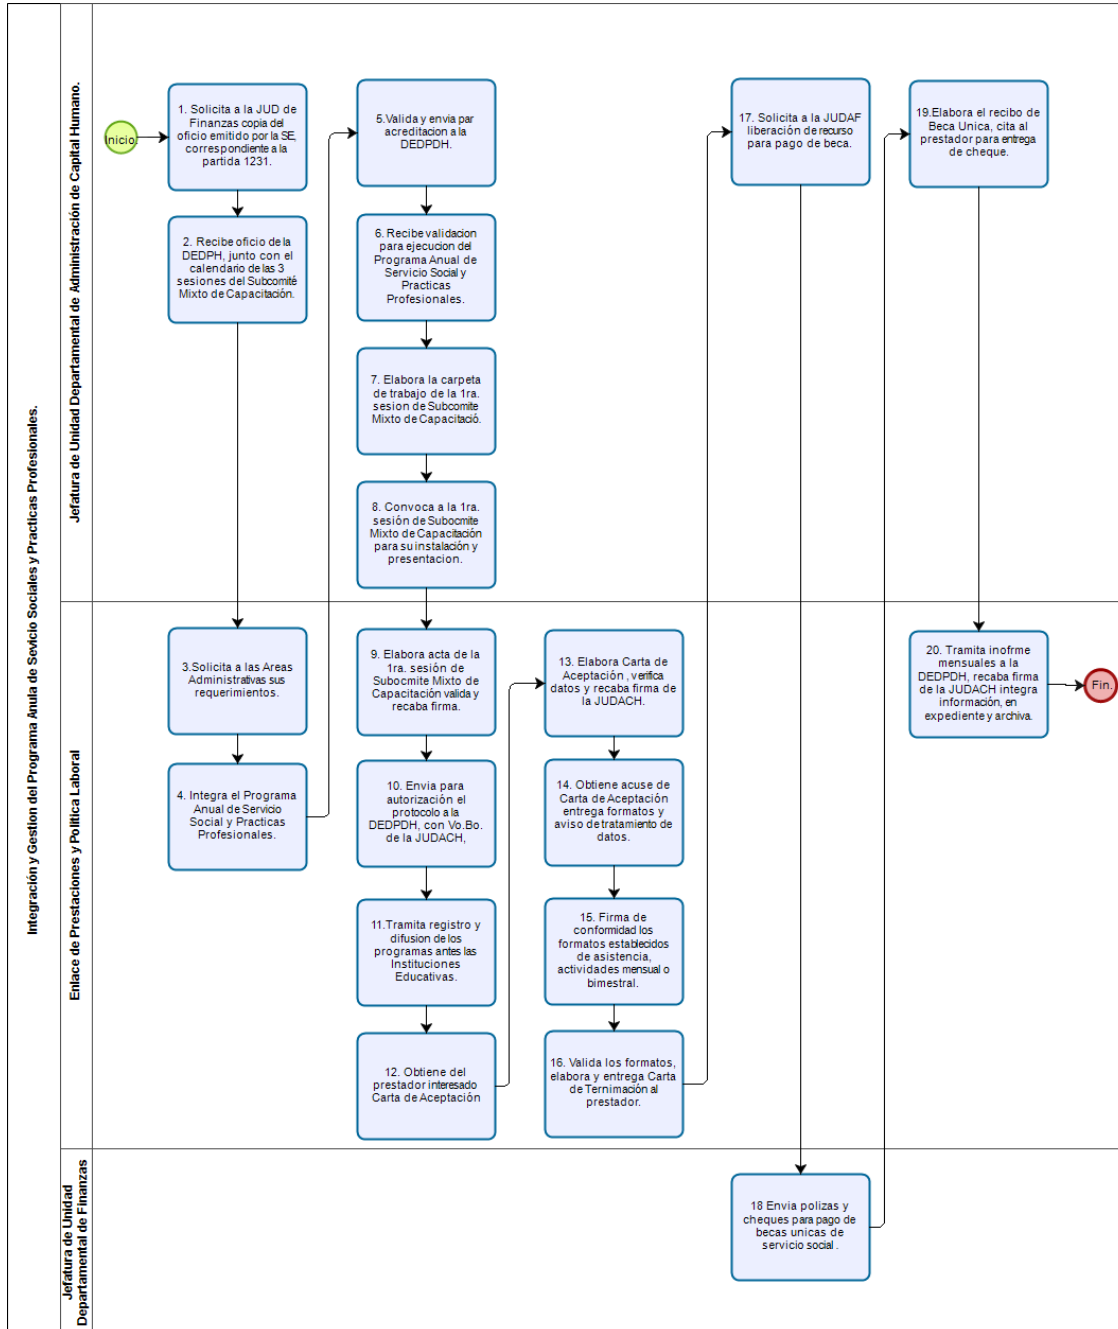 Integración y Gestion del Programa Anula de Sevicio Sociales y Practicas Profesionales.
Jefatura de Unidad Departamental de Administración de Capital Humano.
Inicio.
1. Solicita a la JUD de
Finanzas copia del
oficio emitido por la SE,
correspondiente a la
partida 1231.
2. Recibe oficio de la
DEDPH, junto con el
calendario de las 3
sesiones del Subcomité
Mixto de Capacitación.
5.Valida y envia par
acreditacion a la
DEDPDH.
6. Recibe validacion
para ejecucion del
Programa Anual de
Servicio Social y
Practicas
Profesionales.
7. Elabora la carpeta
de trabajo de la 1ra.
sesion de Subcomite
Mixto de Capacitació.
8. Convoca a la 1ra.
sesión de Subocmite
Mixto de Capacitación
para su instalación y
presentacion.
17. Solicita a la JUDAF
liberación de recurso
para pago de beca.
19.Elabora el recibo de
Beca Unica, cita al
prestador para entrega
de cheque.
Enlace de Prestaciones y Política Laboral
3.Solicita a las Areas
Administrativas sus
requerimientos.
4. Integra el Programa
Anual de Servicio
Social y Practicas
Profesionales.
9. Elabora acta de la
1ra. sesión de
Subocmite Mixto de
Capacitación valida y
recaba firma.
10. Envia para
autorización el
protocolo a la
DEDPDH, con Vo.Bo.
de la JUDACH,
11.Tramita registro y
difusion de los
programas antes las
Instituciones
Educativas.
12. Obtiene del
prestador interesado
Carta de Aceptación
13. Elabora Carta de
Aceptación , verifica
datos y recaba firma de
la JUDACH.
14. Obtiene acuse de
Carta de Aceptación
entrega formatos y
aviso de tratamiento de
datos.
15. Firma de
conformidad los
formatos establecidos
de asistencia,
actividades mensual o
bimestral.
16. Valida los formatos,
elabora y entrega Carta
de Ternimación al
prestador.
20. Tramita inofrme
mensuales a la
DEDPDH, recaba firma
de la JUDACH integra
información, en
expediente y archiva.
Fin.
Jefatura de Unidad
Departamental de Finanzas
18 Envia polizas y
cheques para pago de
becas unicas de
servicio social .